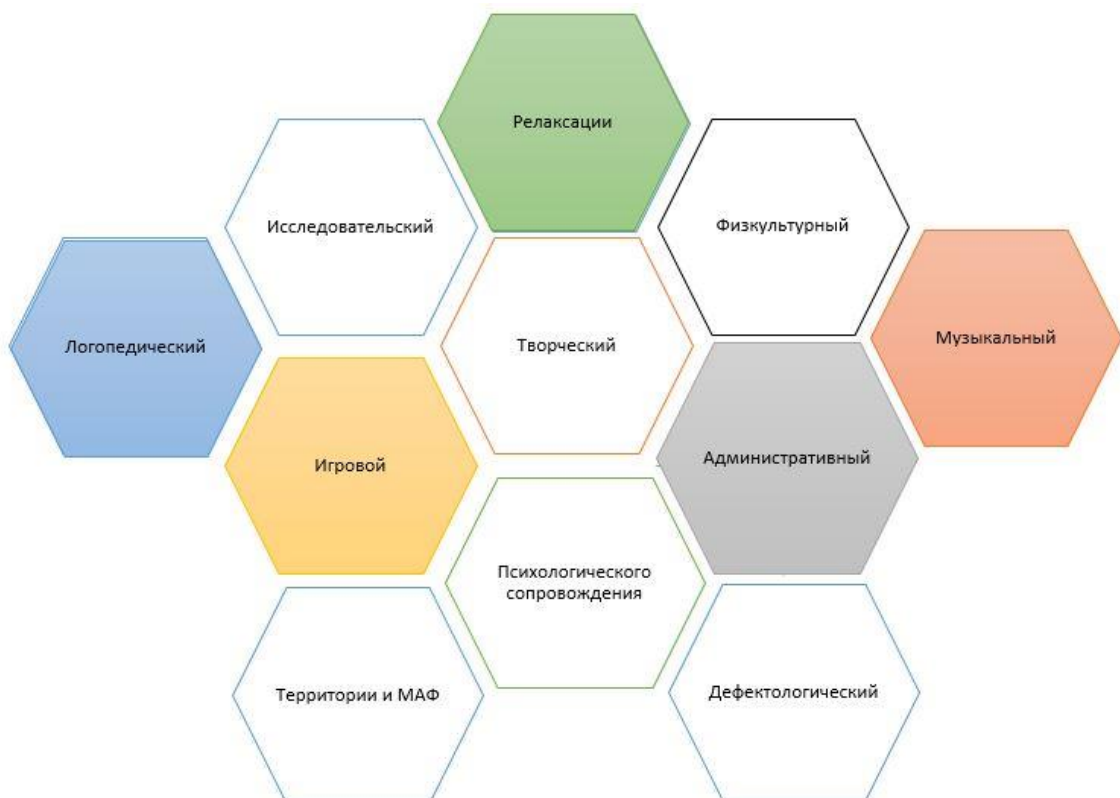 Релаксации
Исследовательский
Физкультурный
Логопедический
Творческий
Музыкальный
Игровой
Административный
Психологического
сопровождения
Территории и МАФ
Дефектологический